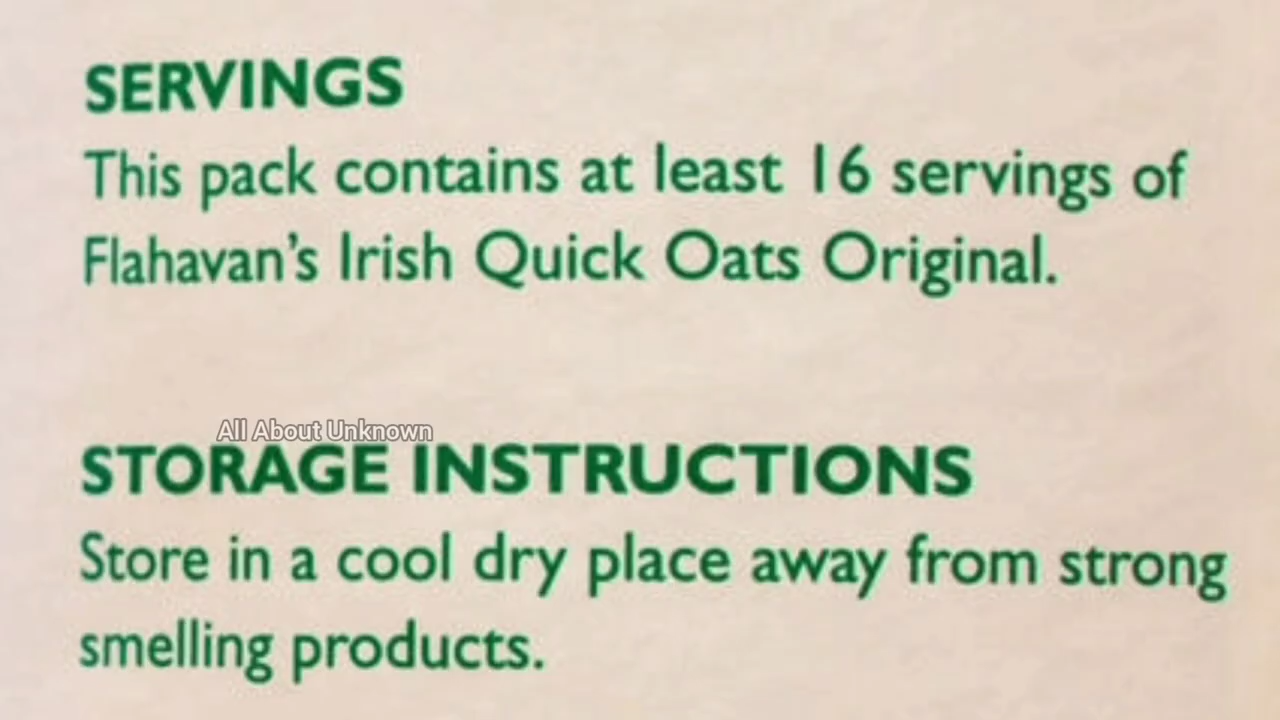 SERVINGS
This pack contains at least 16 servings of
Flahavan's Irish Quick Oats Original.
All About Unknown
STORAGE INSTRUCTIONS
Store in a cool dry place away from strong
smelling products.